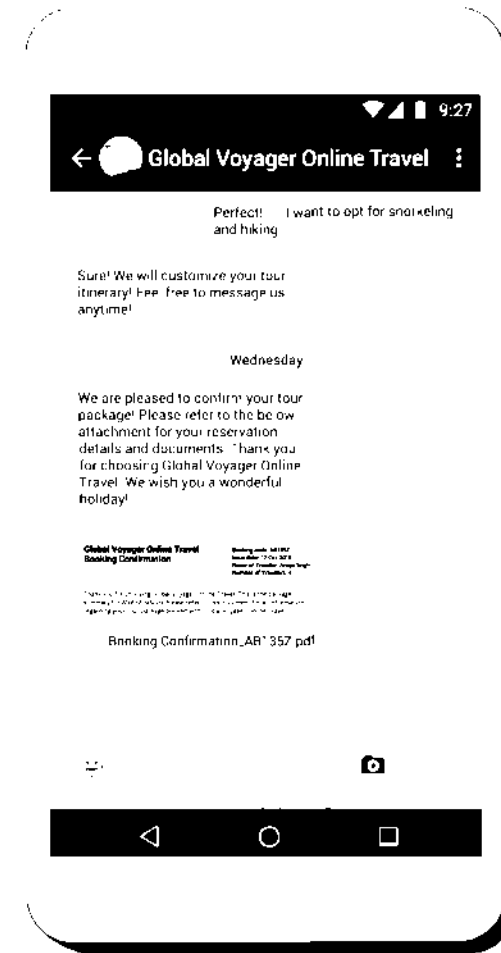 9:27
Global Voyager Online Travel
Perfect! I want to opt for snorkeling
and hiking
Sure! We will customize your tour
itinerary! Feel free to message us
anytime!
Wednesday
We are pleased to confirm your tour
package! Please refer to the below
attachment for your reservation
details and documents. Thank you
for choosing Global Voyager Online
Travel. We wish you a wonderful
holiday!
Global Voyager Online Travel
Booking Confirmation
Booking Confirmation_AB1357.pdf